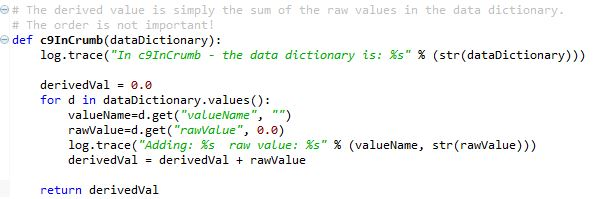 # The derived value is simply the sum of the raw values in the data dictionary.
# The order is not important!
def c9InCrumb(dataDictionary):
    log.trace("In c9InCrumb - the data dictionary is: %s" % (str(dataDictionary)))

    derivedVal = 0.0
    for d in dataDictionary.values():
        valueName=d.get("valueName", "")
        rawValue=d.get("rawValue", 0.0)
        log.trace("Adding: %s  raw value: %s" % (valueName, str(rawValue)))
        derivedVal = derivedVal + rawValue

    return derivedVal